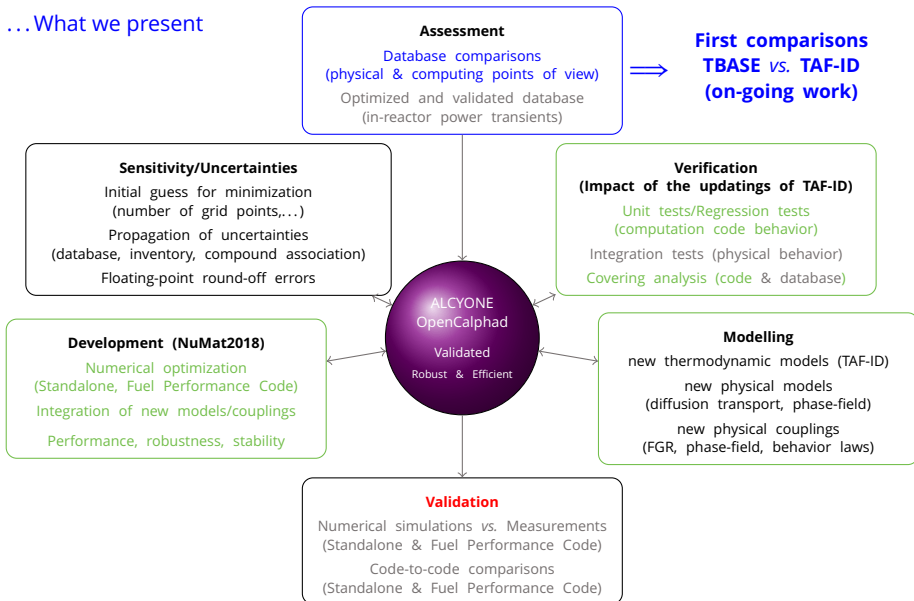 ...What we present
Assessment
Database comparisons
(physical & computing points of view)
Optimized and validated database
(in-reactor power transients)
First comparisons
TBASE vs. TAF-ID
(on-going work)
Sensitivity/Uncertainties
Initial guess for minimization
(number of grid points,...)
Propagation of uncertainties
(database, inventory, compound association)
Floating-point round-off errors
Verification
(Impact of the updatings of TAF-ID)
Unit tests/Regression tests
(computation code behavior)
Integration tests (physical behavior)
Covering analysis (code & database)
ALCYONE
OpenCalphad
Validated
Robust & Efficient
Development (NuMat2018)
Numerical optimization
(Standalone, Fuel Performance Code)
Integration of new models/couplings
Performance, robustness, stability
Modelling
new thermodynamic models (TAF-ID)
new physical models
(diffusion transport, phase-field)
new physical couplings
(FGR, phase-field, behavior laws)
Validation
Numerical simulations vs. Measurements
(Standalone & Fuel Performance Code)
Code-to-code comparisons
(Standalone & Fuel Performance Code)